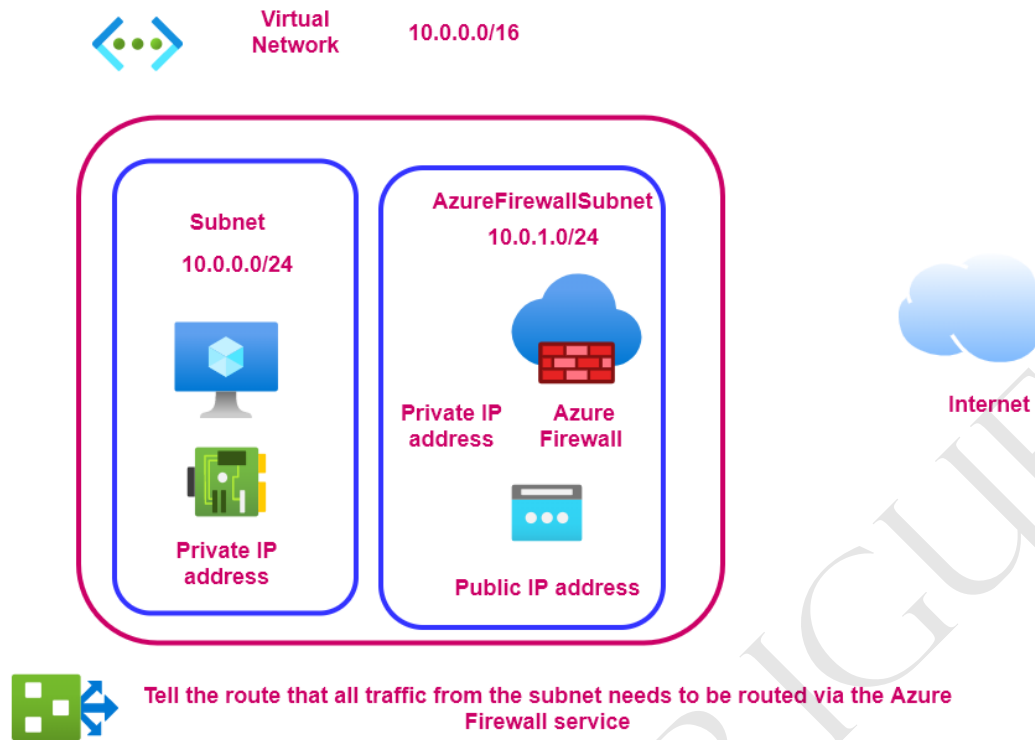 Virtual
Network
10.0.0.0/16
Subnet
10.0.0.0/24
AzureFirewallSubnet
10.0.1.0/24
Private IP
address
Azure
Firewall
Internet
Private IP
address
Public IP address
Tell the route that all traffic from the subnet needs to be routed via the Azure
Firewall service